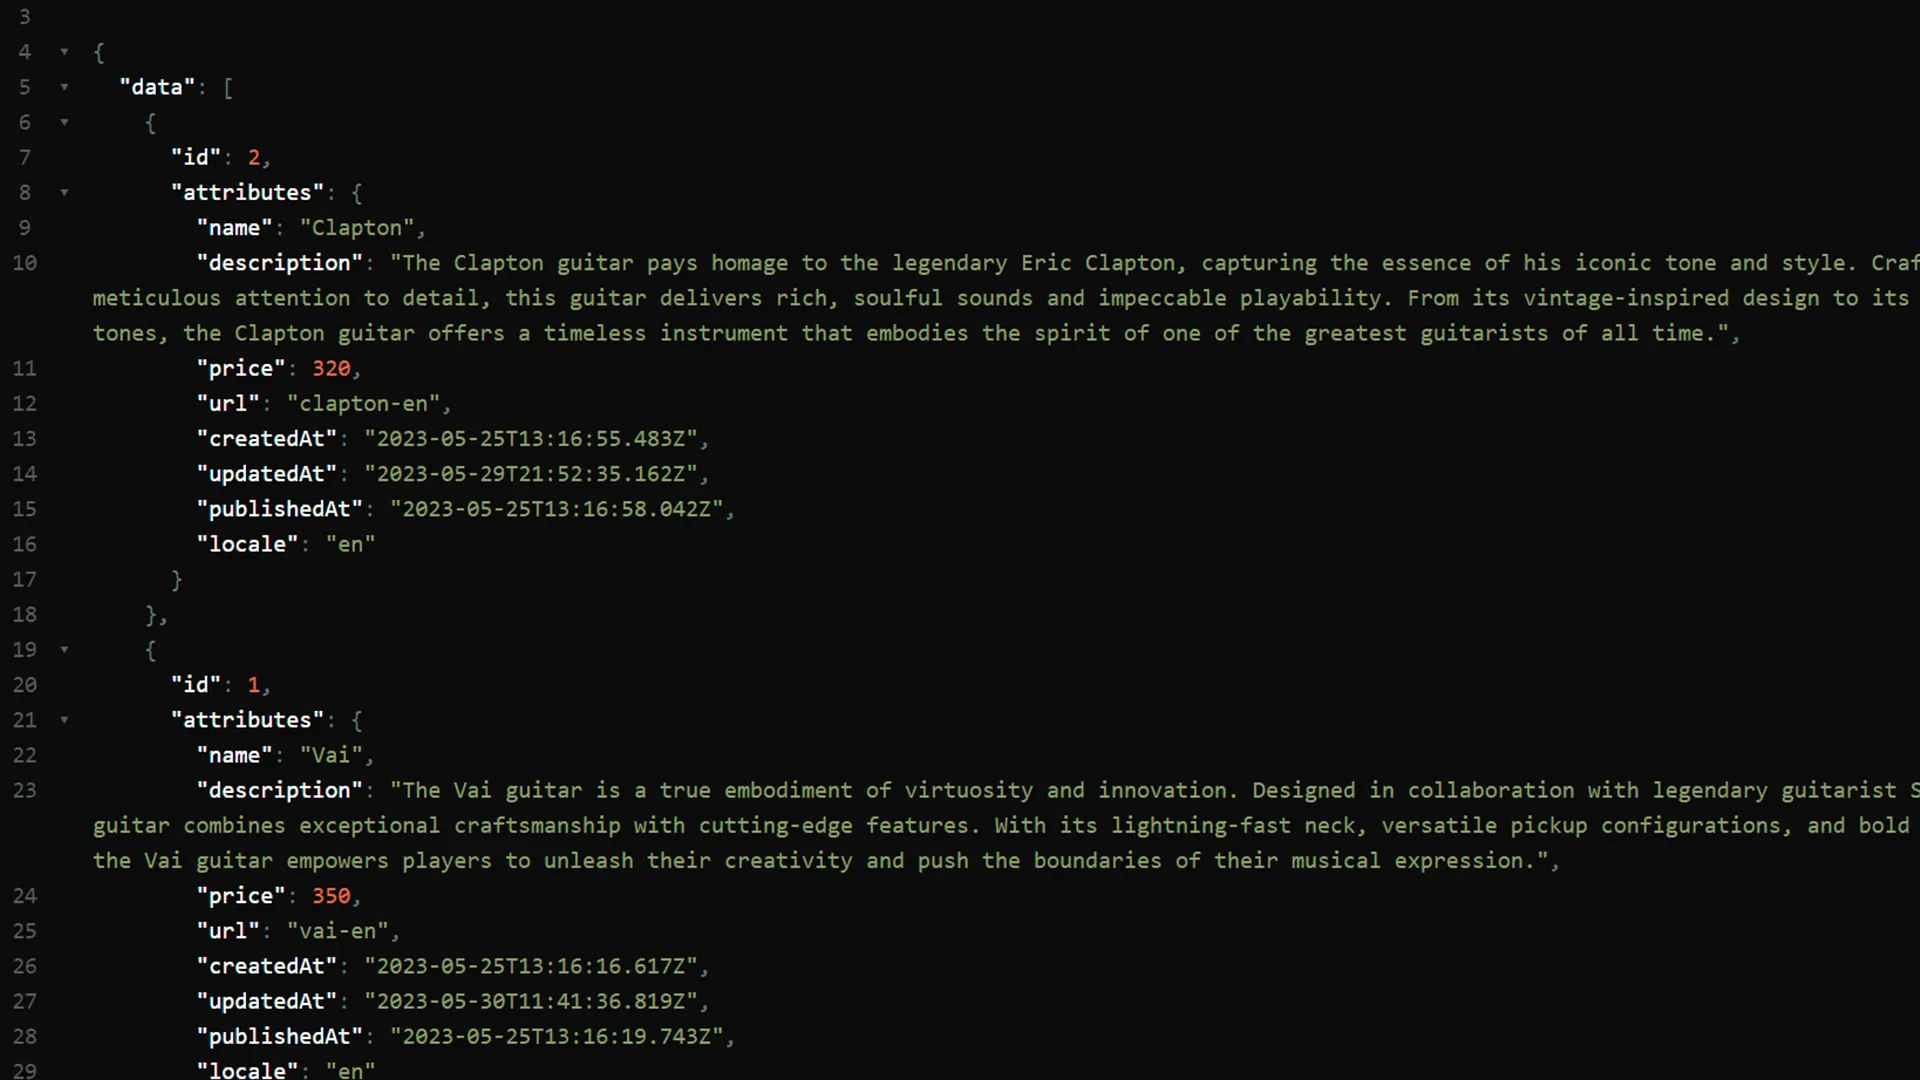 3
4 {
5 "data": [
6 {
7 "id": 2,
8 "attributes": {
9 "name": "Clapton",
10 "description": "The Clapton guitar pays homage to the legendary Eric Clapton, capturing the essence of his iconic tone and style. Craf
meticulous attention to detail, this guitar delivers rich, soulful sounds and impeccable playability. From its vintage-inspired design to its
tones, the Clapton guitar offers a timeless instrument that embodies the spirit of one of the greatest guitarists of all time.",
11 "price": 320,
12 "url": "clapton-en",
13 "createdAt": "2023-05-25T13:16:55.483Z",
14 "updatedAt": "2023-05-29T21:52:35.162Z",
15 "publishedAt": "2023-05-25T13:16:58.042Z",
16 "locale": "en"
17 }
18 },
19 {
20 "id": 1,
21 "attributes": {
22 "name": "Vai",
23 "description": "The Vai guitar is a true embodiment of virtuosity and innovation. Designed in collaboration with legendary guitarist S
guitar combines exceptional craftsmanship with cutting-edge features. With its lightning-fast neck, versatile pickup configurations, and bold
the Vai guitar empowers players to unleash their creativity and push the boundaries of their musical expression.",
24 "price": 350,
25 "url": "vai-en",
26 "createdAt": "2023-05-25T13:16:16.617Z",
27 "updatedAt": "2023-05-30T11:41:36.819Z",
28 "publishedAt": "2023-05-25T13:16:19.743Z",
29 "locale": "en"